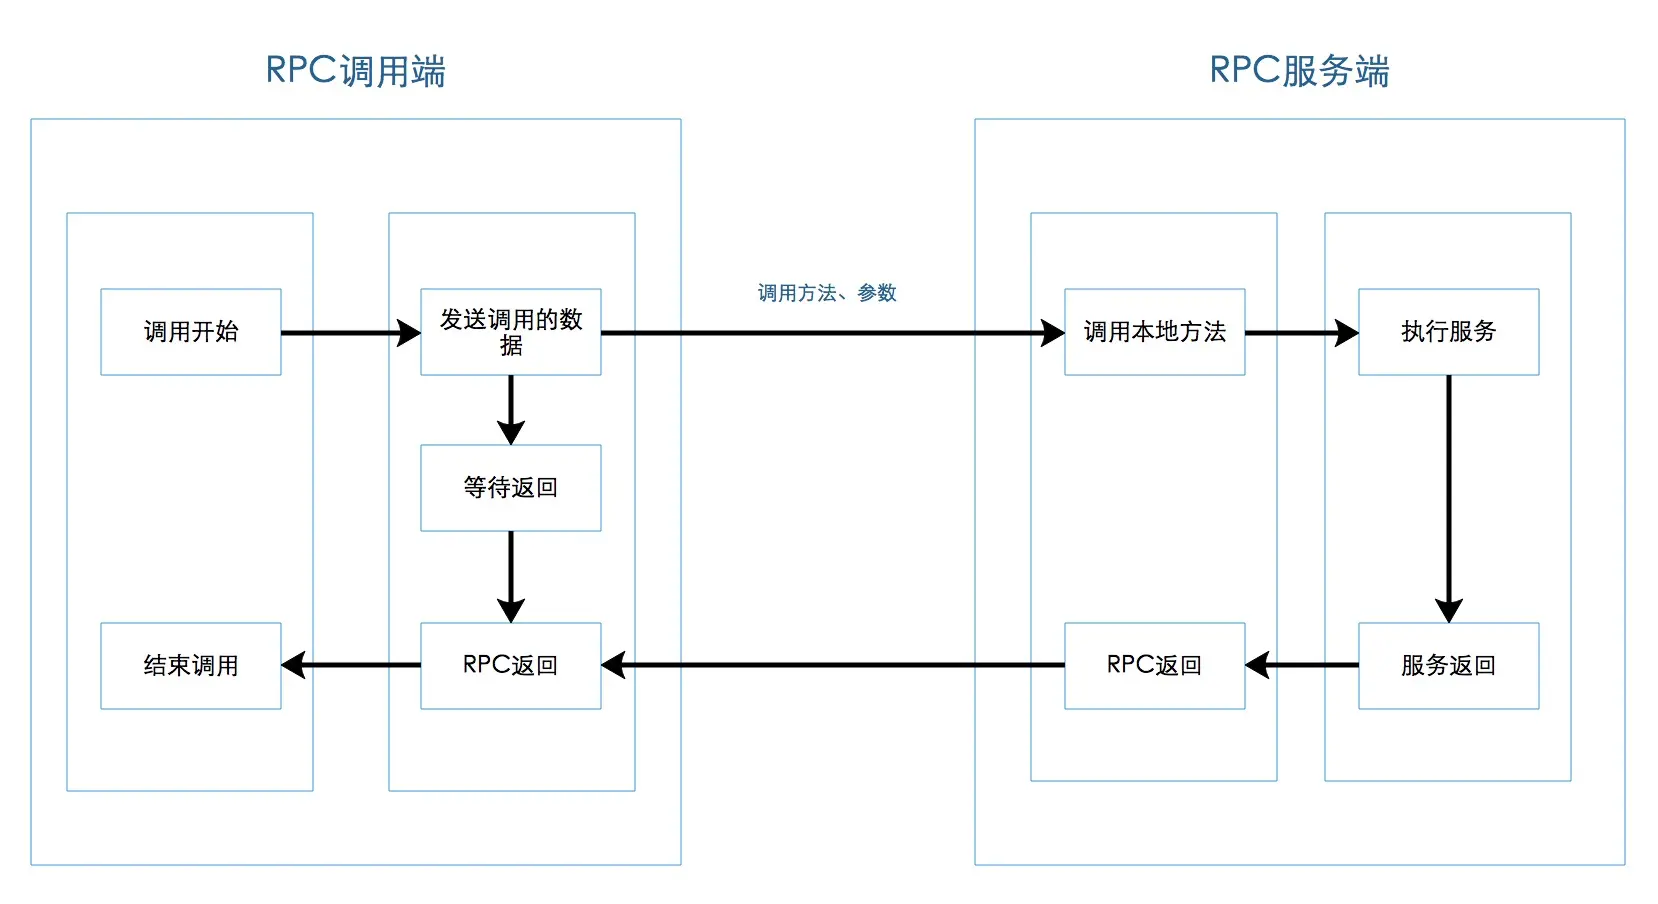 RPC调用端
RPC服务端
调用方法、参数
调用开始
发送调用的数
据
调用本地方法
执行服务
等待返回
结束调用
RPC返回
RPC返回
服务返回